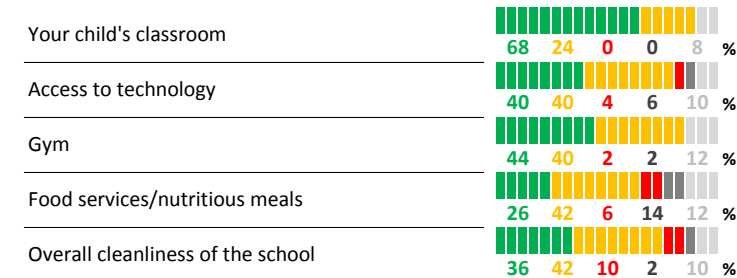 Your child's classroom
68 24 0 0 8 %
Access to technology
40 40 4 6 10 %
Gym
44 40 2 2 12 %
Food services/nutritious meals
26 42 6 14 12 %
Overall cleanliness of the school
36 42 10 2 10 %